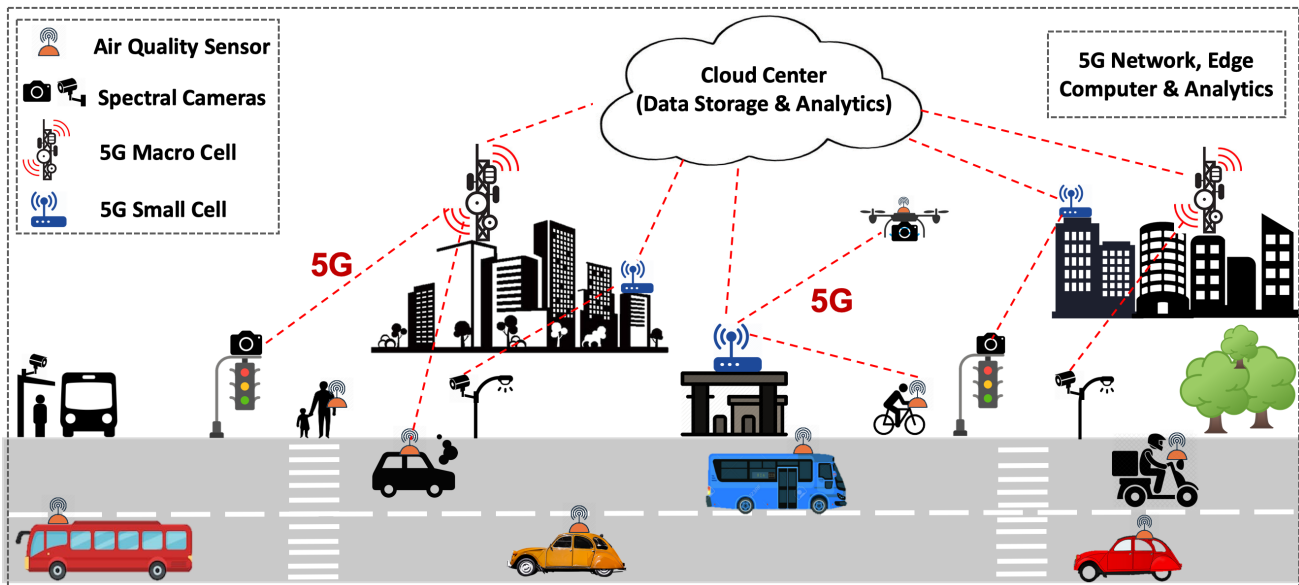 Air Quality Sensor
Spectral Cameras
5G Macro Cell
5G Small Cell
Cloud Center
(Data Storage & Analytics)
5G Network, Edge
Computer & Analytics
5G
5G